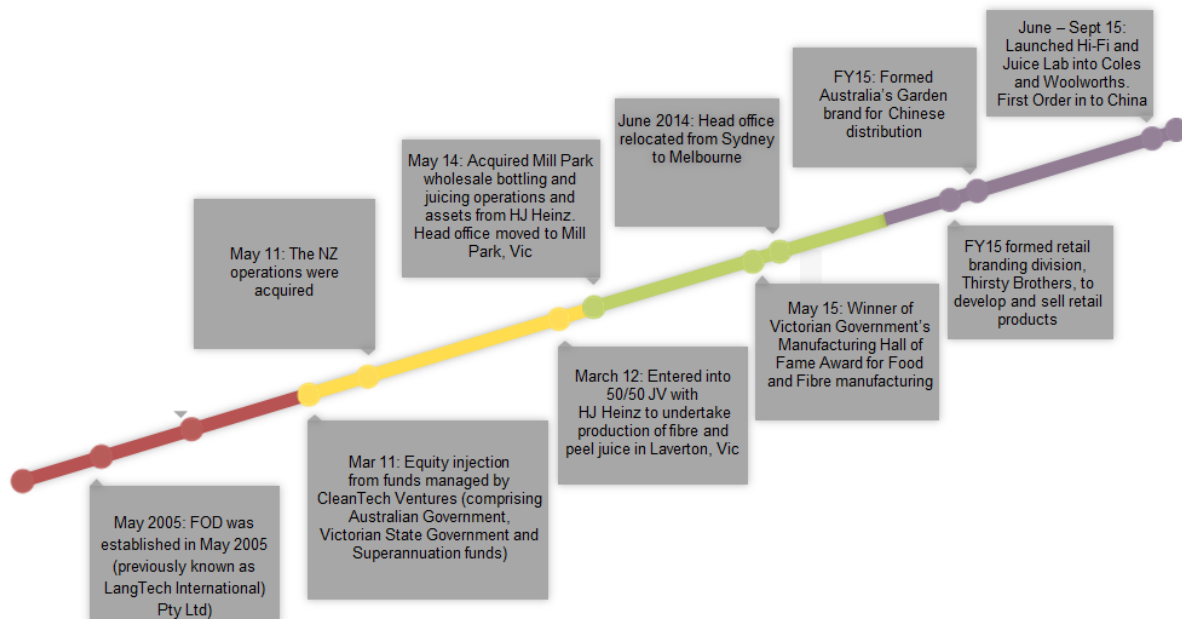 May 2005: FOD was
established in May 2005
(previously known as
LangTech International)
Pty Ltd)
Mar 11: Equity injection
from funds managed by
CleanTech Ventures (comprising
Australian Government,
Victorian State Government and
Superannuation funds)
May 11: The NZ
operations were
acquired
March 12: Entered into
50/50 JV with
HJ Heinz to undertake
production of fibre and
peel juice in Laverton, Vic
May 14: Acquired Mill Park
wholesale bottling and
juicing operations and
assets from HJ Heinz.
Head office moved to Mill
Park, Vic
May 15: Winner of
Victorian Government’s
Manufacturing Hall of
Fame Award for Food
and Fibre manufacturing
June 2014: Head office
relocated from Sydney
to Melbourne
FY15 formed retail
branding division,
Thirsty Brothers, to
develop and sell retail
products
FY15: Formed
Australia’s Garden
brand for Chinese
distribution
June – Sept 15:
Launched Hi-Fi and
Juice Lab into Coles
and Woolworths.
First Order in to China